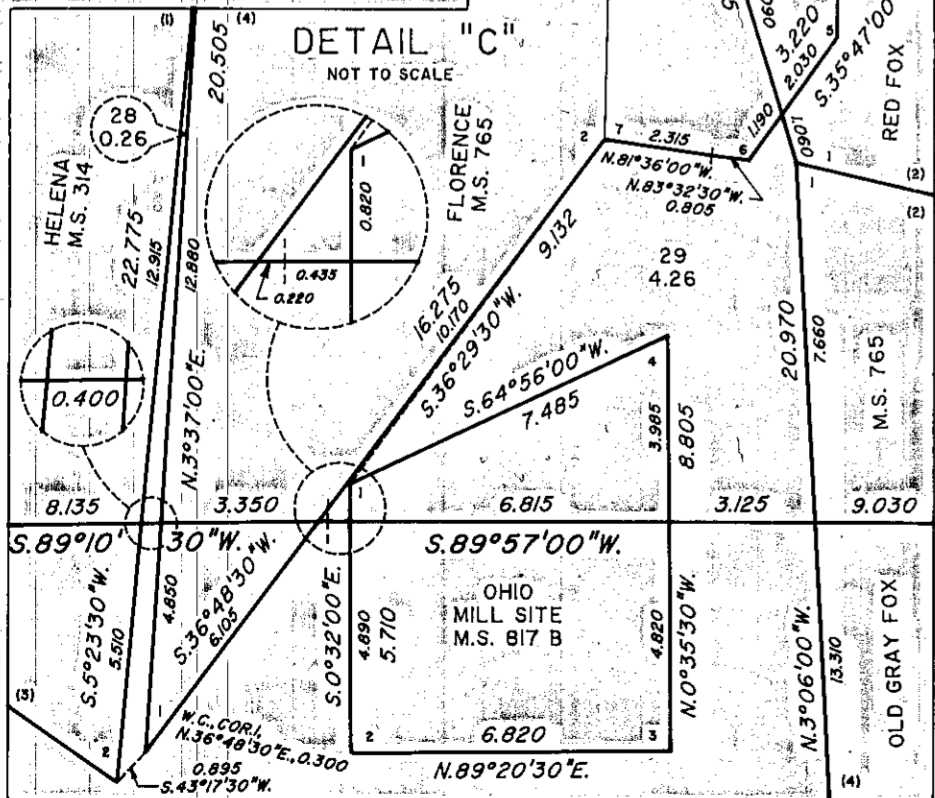 (1)
(4)
20.505
DETAIL "C"
NOT TO SCALE
28
0.26
HELENA
M.S. 314
22.775
12.915
12.880
N.3°37'00"E.
0.400
1
0.820
0.435
0.220
FLORENCE
M.S. 765
2
7
2.315
6
N.81°36'00"W.
N.83°32'30"W.
0.805
5
3.220
2.030
1.190
S.35°47'00"
090
1.060
RED FOX
1
1
(2)
(2)
9.132
16.275
10.170
S.36°29'30"W.
29
4.26
S.64°56'00"W.
7.485
4
3.985
8.805
20.970
7.660
M.S. 765
8.135
3.350
1
6.815
3.125
9.030
S.89°10'30"W.
S.89°57'00"W.
S.5°23'30"W.
5.510
4.850
S.36°48'30"W.
6.105
S.0°32'00"E.
4.890
5.710
OHIO
MILL SITE
M.S. 817 B
4.820
N.0°35'30"W.
N.3°06'00"W.
13.310
OLD GRAY FOX
(3)
2
1
W.C., COR.1,
N.36°48'30"E., 0.300
0.895
S.43°17'30"W.
2
6.820
3
N.89°20'30"E.
(4)